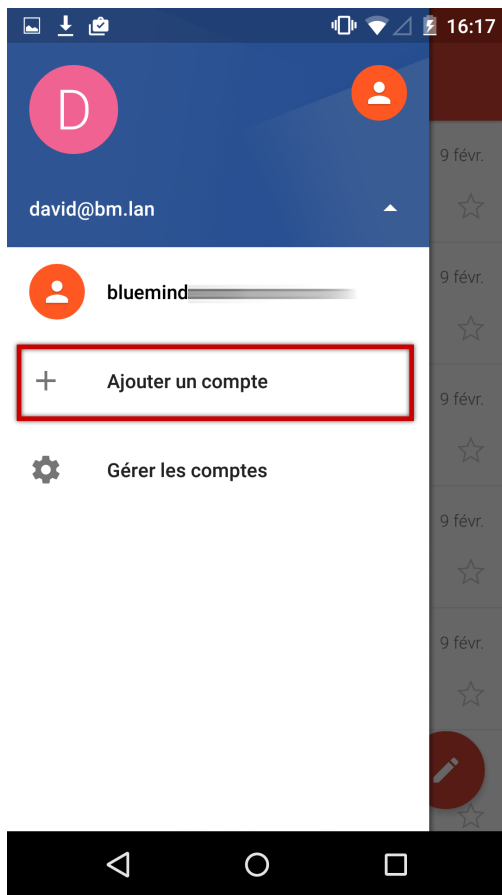 16:17
D
david@bm.lan
bluemind
Ajouter un compte
Gérer les comptes
9 févr.
9 févr.
9 févr.
9 févr.
9 févr.